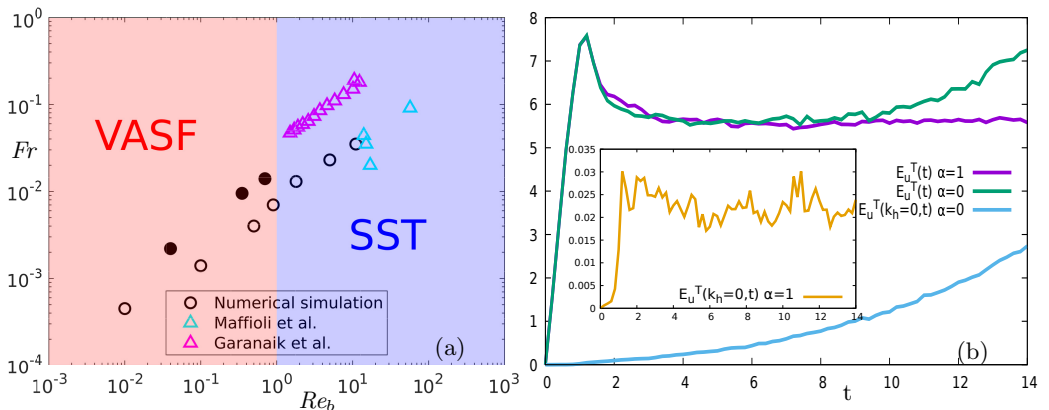 10^0
10^-1
10^-2
10^-3
10^-4
Fr
VASF
SST
Numerical simulation
Maffioli et al.
Garanaik et al.
(a)
10^-3 10^-2 10^-1 10^0 10^1 10^2 10^3
Re_b
8
7
6
5
4
3
2
1
0
E_u^T(t) α=1
E_u^T(t) α=0
E_u^T(k_h=0,t) α=0
0.035
0.03
0.025
0.02
0.015
0.01
0.005
0
E_u^T(k_h=0,t) α=1
0 2 4 6 8 10 12 14
(b)
0 2 4 6 8 10 12 14
t